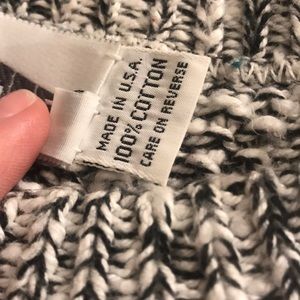 MADE IN U.S.A.
100% COTTON
CARE ON REVERSE